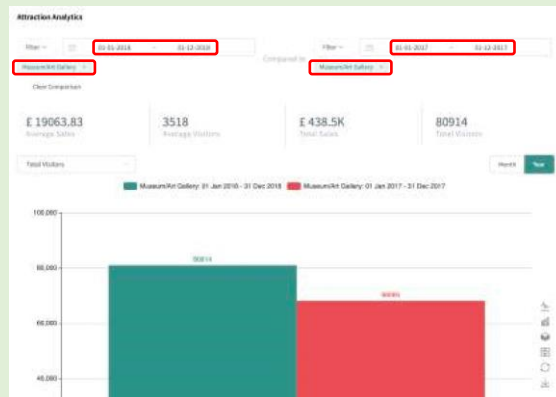 Attraction Analytics
Filter 01-01-2018 - 31-12-2018
Compared to
Filter 01-01-2017 - 31-12-2017
Museum/Art Gallery ×
Museum/Art Gallery ×
Clear Comparison
£ 19063.83
Average Sales
3518
Average Visitors
£ 438.5K
Total Sales
80914
Total Visitors
Total Visitors
Month Year
Museum/Art Gallery: 01 Jan 2018 - 31 Dec 2018 Museum/Art Gallery: 01 Jan 2017 - 31 Dec 2017
100,000
80914
80,000
60,000
40,000